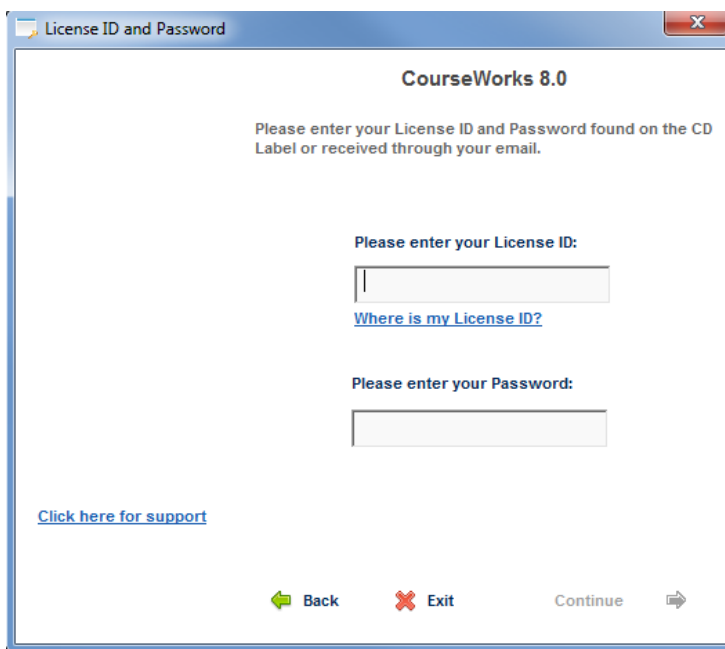 License ID and Password
CourseWorks 8.0
Please enter your License ID and Password found on the CD
Label or received through your email.
Please enter your License ID:
Where is my License ID?
Please enter your Password:
Click here for support
Back Exit Continue